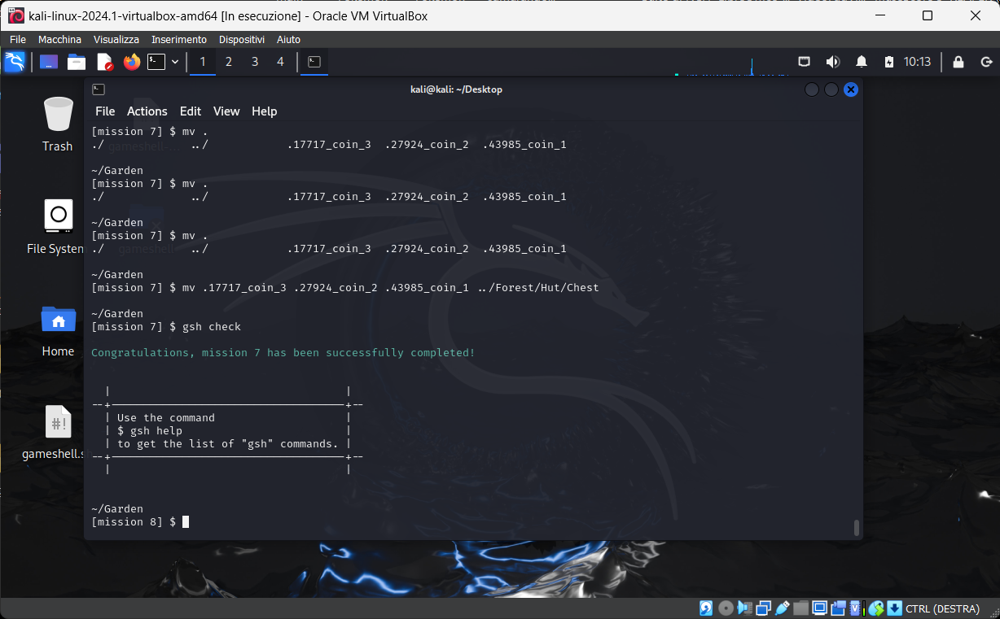 kali-linux-2024.1-virtualbox-amd64 [In esecuzione] - Oracle VM VirtualBox
File Macchina Visualizza Inserimento Dispositivi Aiuto
1 2 3 4 10:13
kali@kali: ~/Desktop
File Actions Edit View Help
Trash
File System
Home
gameshell.s
[mission 7] $ mv .
./ ../ .17717_coin_3 .27924_coin_2 .43985_coin_1
~/Garden
[mission 7] $ mv .
./ ../ .17717_coin_3 .27924_coin_2 .43985_coin_1
~/Garden
[mission 7] $ mv .
./ ../ .17717_coin_3 .27924_coin_2 .43985_coin_1
~/Garden
[mission 7] $ mv .17717_coin_3 .27924_coin_2 .43985_coin_1 ../Forest/Hut/Chest
~/Garden
[mission 7] $ gsh check
Congratulations, mission 7 has been successfully completed!
Use the command
$ gsh help
to get the list of "gsh" commands.
~/Garden
[mission 8] $
CTRL (DESTRA)